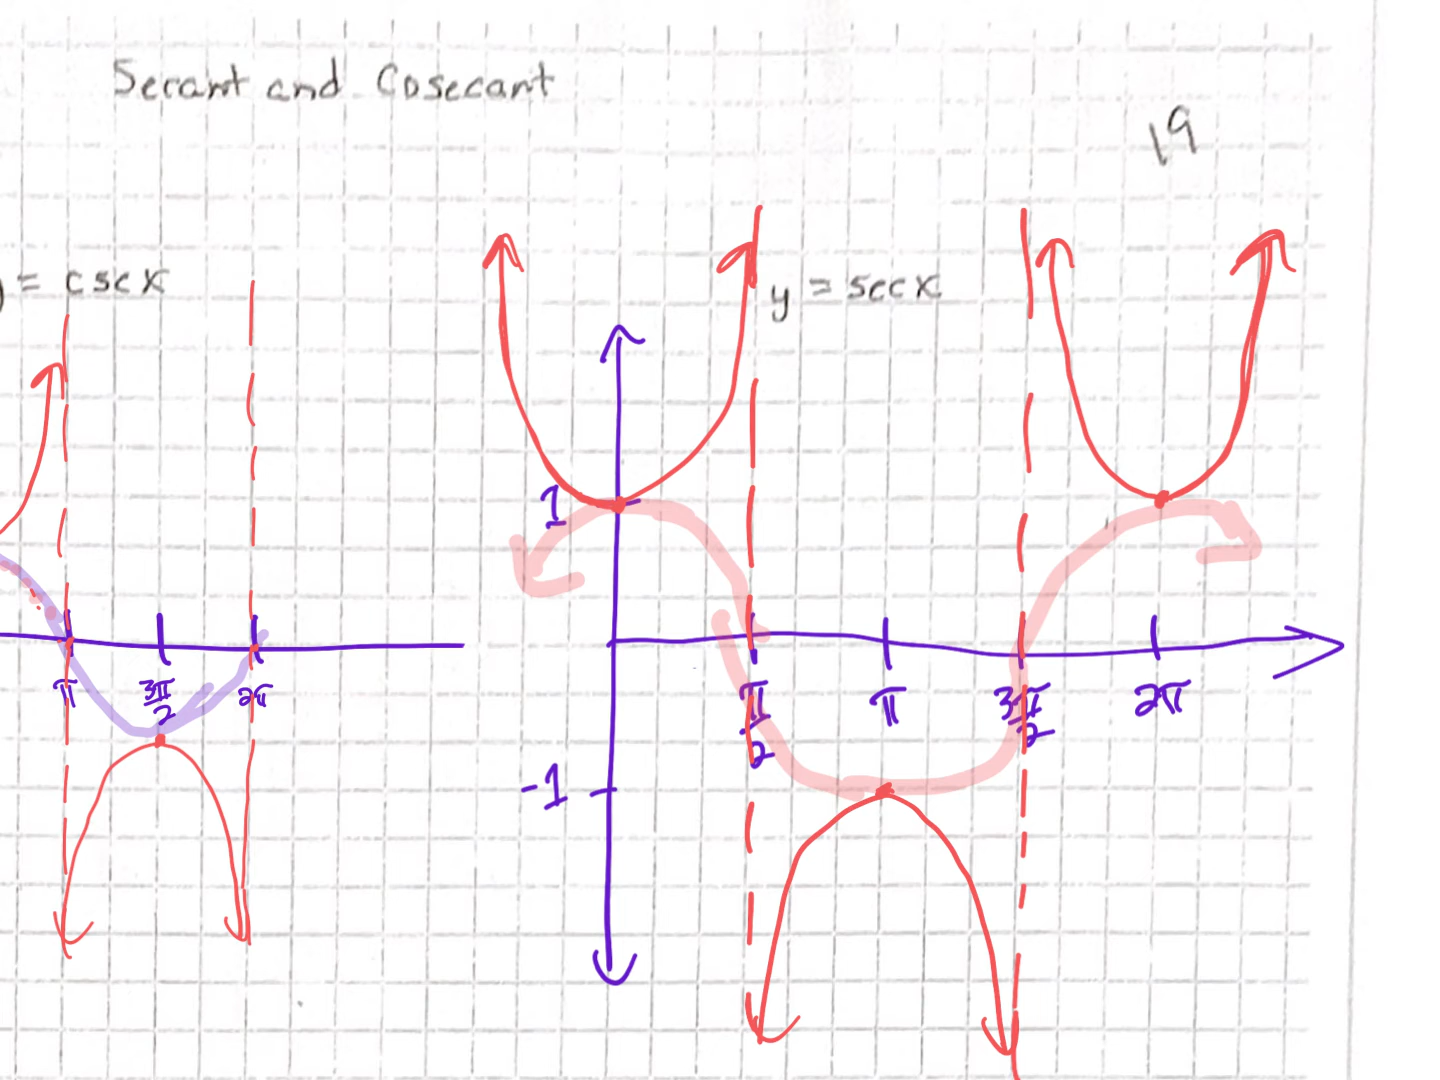 Secant and Cosecant
19
y = csc x
y = sec x
1
π 3π/2 2π
π/2 π 3π/2 2π
-1